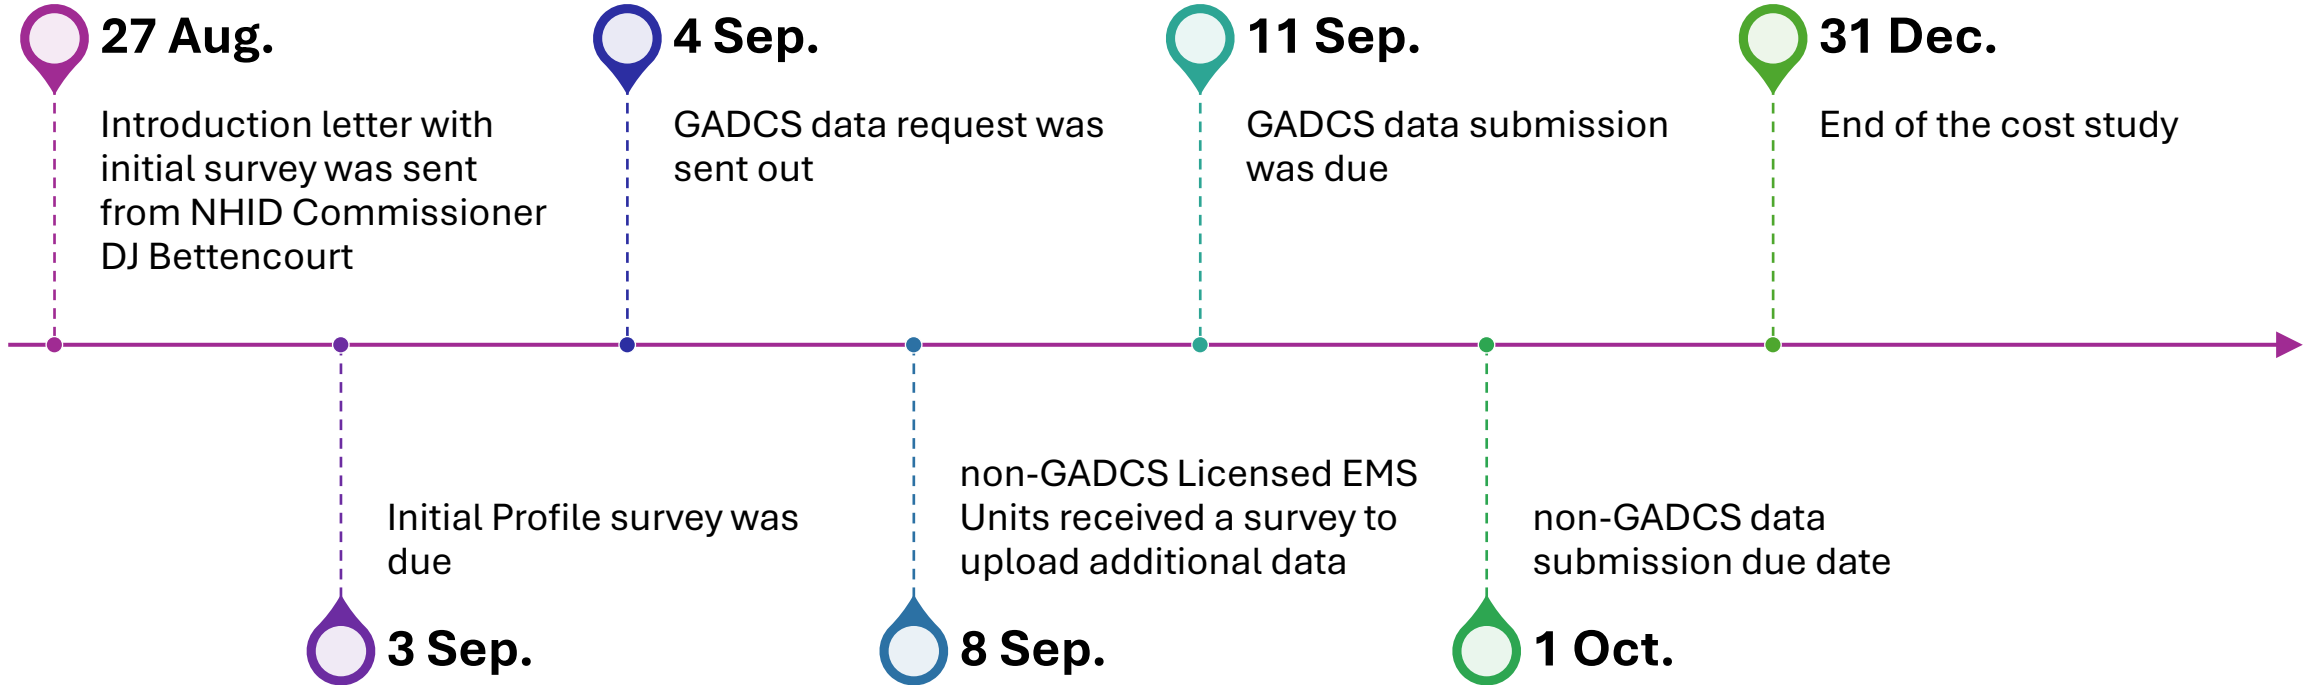 27 Aug.
Introduction letter with
initial survey was sent
from NHID Commissioner
DJ Bettencourt
Initial Profile survey was
due
3 Sep.
4 Sep.
GADCS data request was
sent out
non-GADCS Licensed EMS
Units received a survey to
upload additional data
8 Sep.
11 Sep.
GADCS data submission
was due
non-GADCS data
submission due date
1 Oct.
31 Dec.
End of the cost study